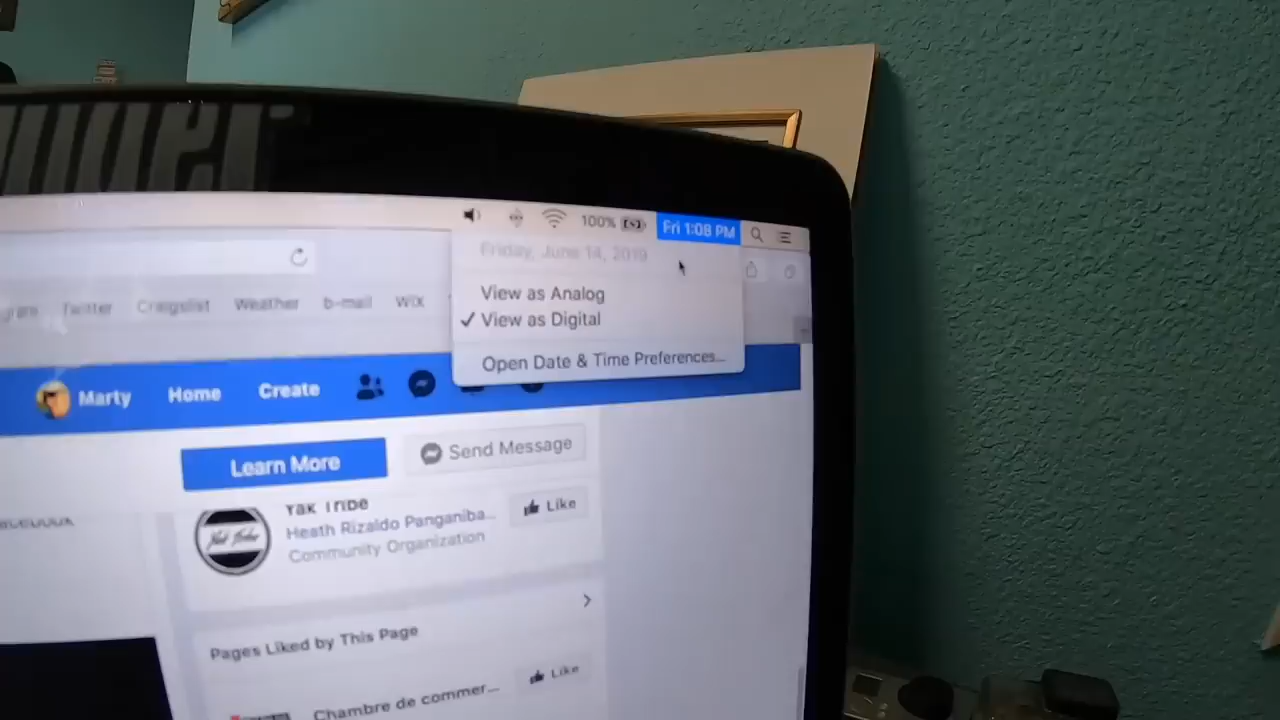 100% Fri 1:08 PM
Friday, June 14, 2019
View as Analog
✓ View as Digital
Open Date & Time Preferences...
Twitter Craigslist Weather b-mail WIX
Marty Home Create
Learn More Send Message
Yak Tribe
Heath Rizaldo Panganiba...
Community Organization
Like
Pages Liked by This Page
Chambre de commer...
Like